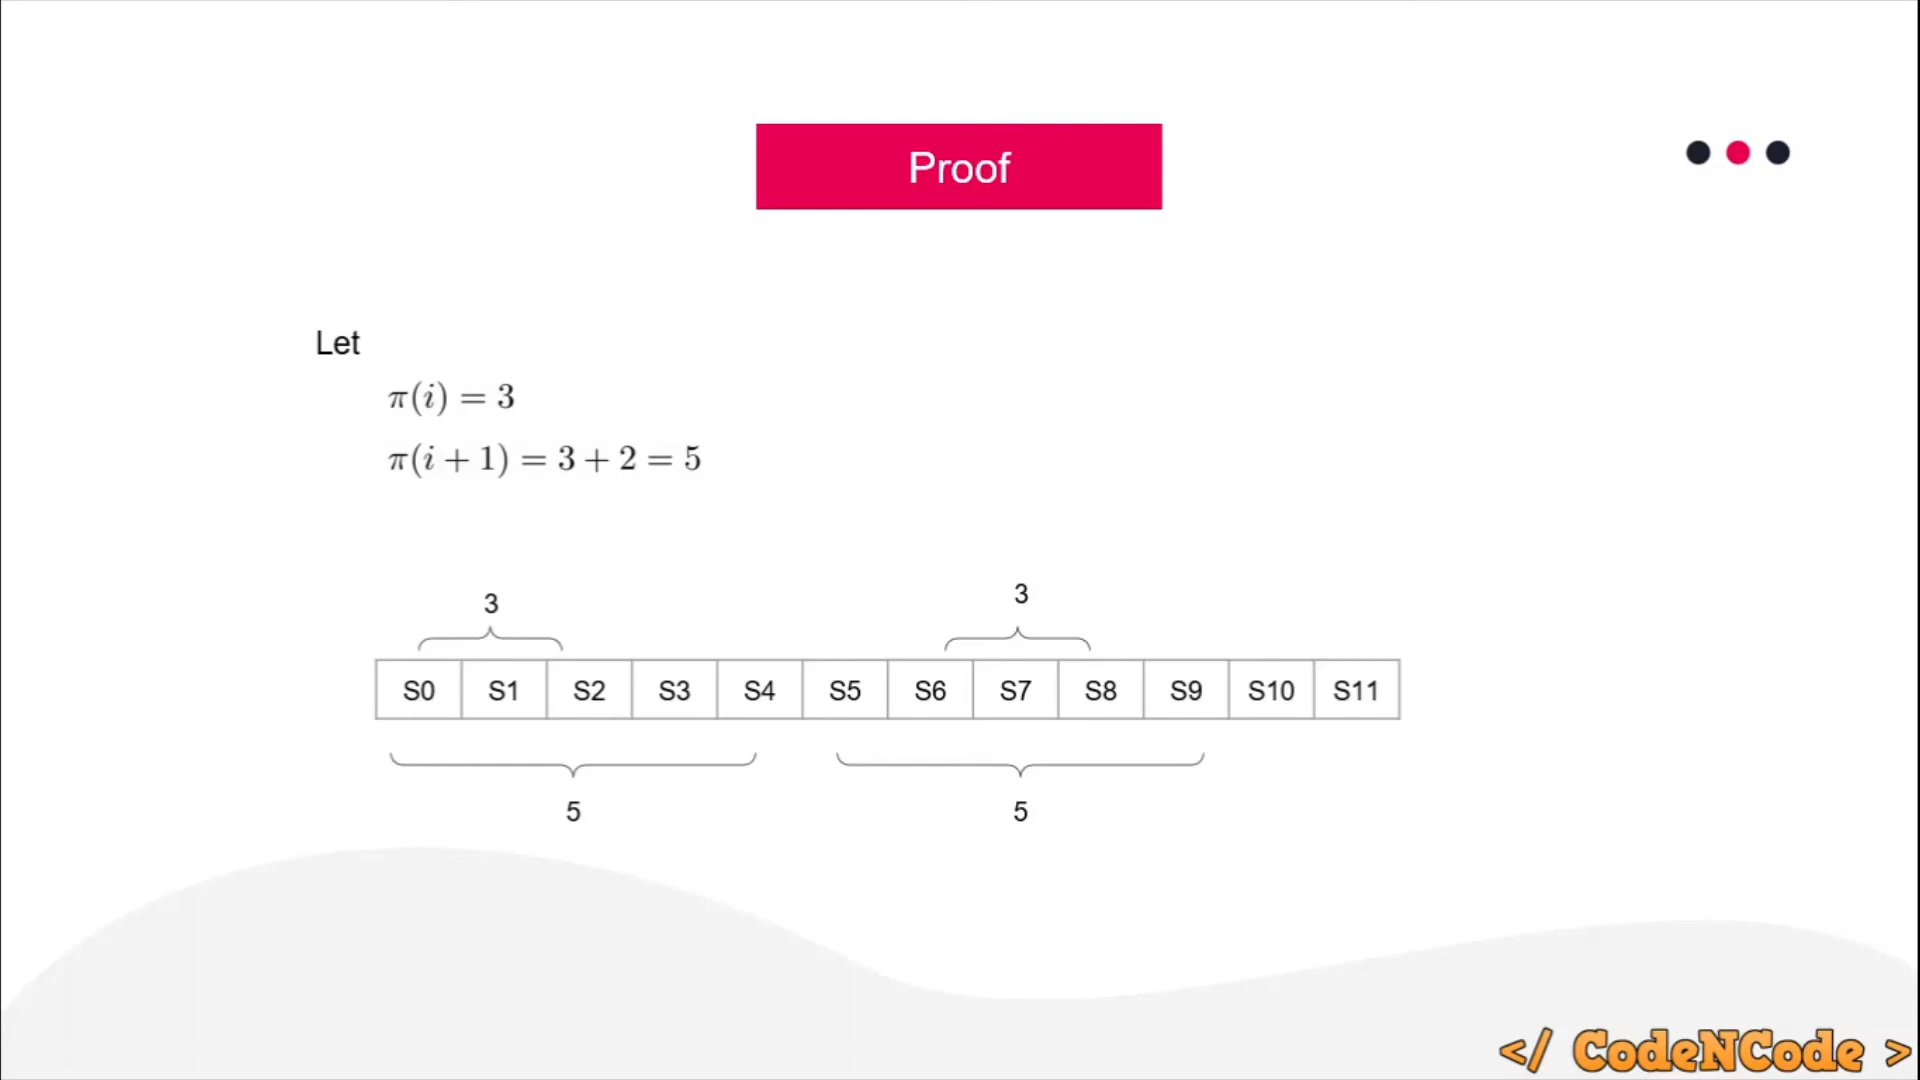 Proof
Let
π(i) = 3
π(i + 1) = 3 + 2 = 5
3 3
S0 S1 S2 S3 S4 S5 S6 S7 S8 S9 S10 S11
5 5
</ CodeNCode >